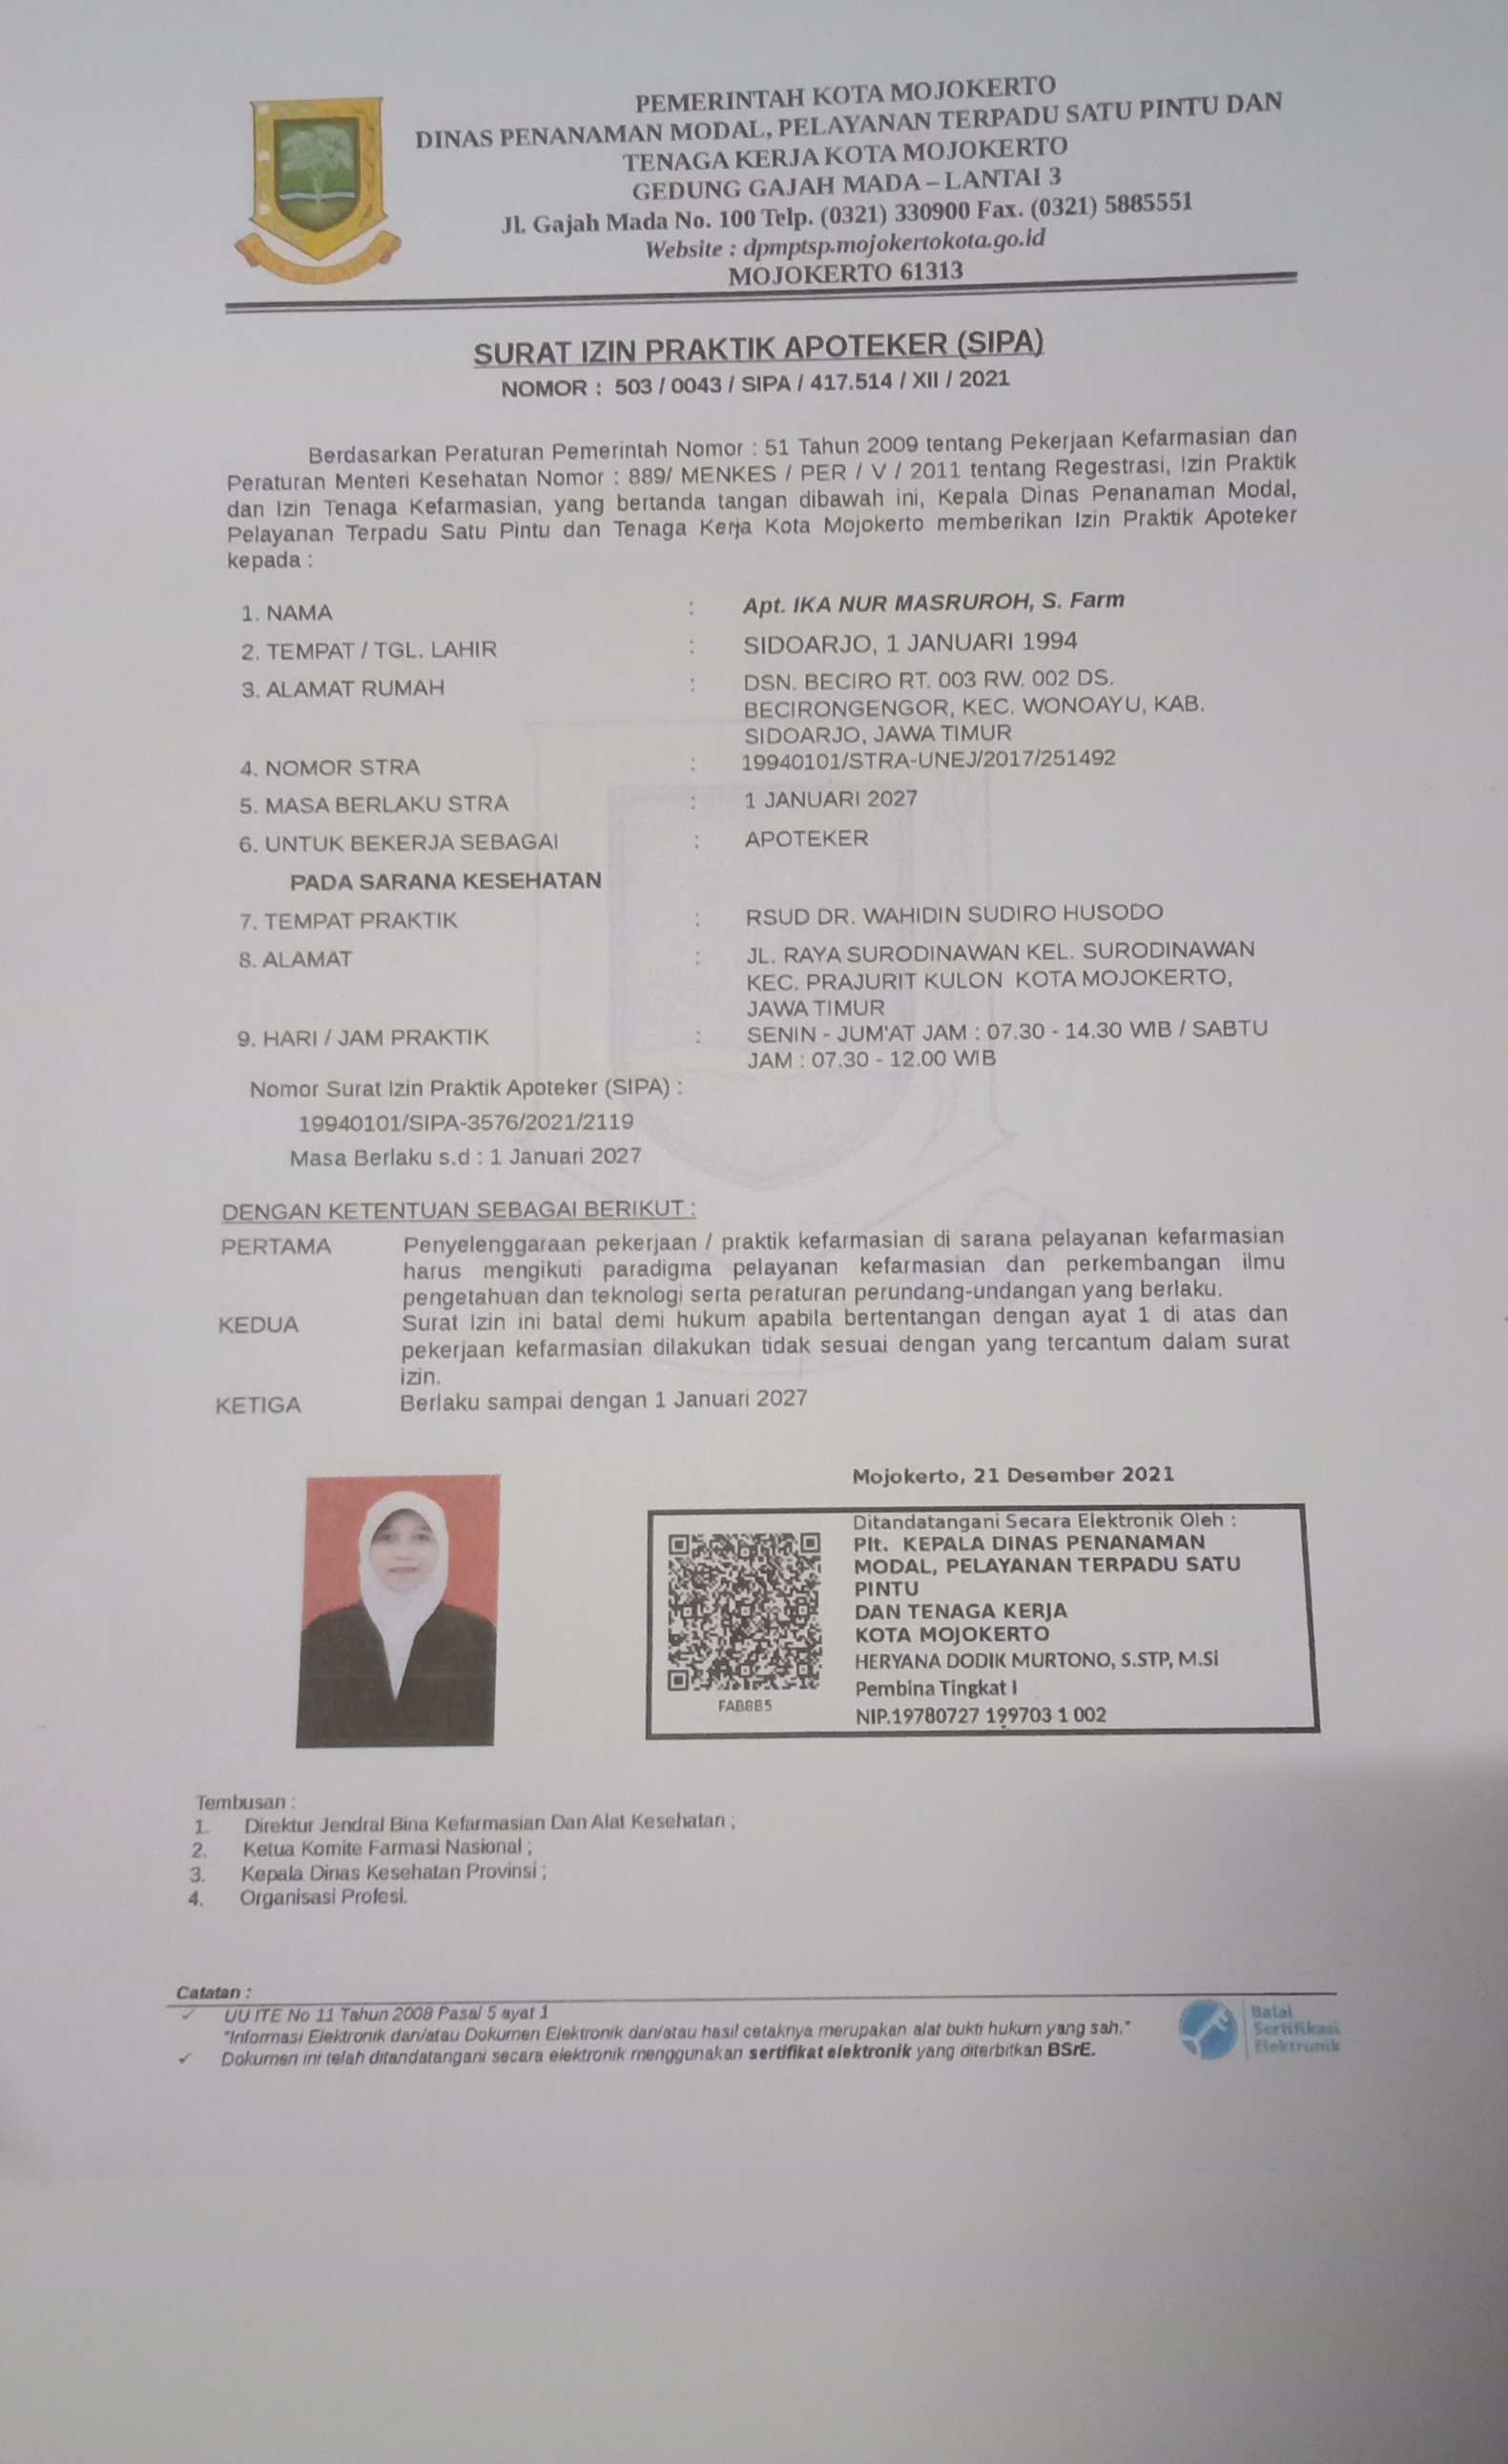 PEMERINTAH KOTA MOJOKERTO
DINAS PENANAMAN MODAL, PELAYANAN TERPADU SATU PINTU DAN
TENAGA KERJA KOTA MOJOKERTO
GEDUNG GAJAH MADA – LANTAI 3
Jl. Gajah Mada No. 100 Telp. (0321) 330900 Fax. (0321) 5885551
Website : dpmptsp.mojokertokota.go.id
MOJOKERTO 61313
SURAT IZIN PRAKTIK APOTEKER (SIPA)
NOMOR : 503 / 0043 / SIPA / 417.514 / XII / 2021
Berdasarkan Peraturan Pemerintah Nomor : 51 Tahun 2009 tentang Pekerjaan Kefarmasian dan
Peraturan Menteri Kesehatan Nomor : 889/ MENKES / PER / V / 2011 tentang Regestrasi, Izin Praktik
dan Izin Tenaga Kefarmasian, yang bertanda tangan dibawah ini, Kepala Dinas Penanaman Modal,
Pelayanan Terpadu Satu Pintu dan Tenaga Kerja Kota Mojokerto memberikan Izin Praktik Apoteker
kepada :
1. NAMA : Apt. IKA NUR MASRUROH, S. Farm
2. TEMPAT / TGL. LAHIR : SIDOARJO, 1 JANUARI 1994
3. ALAMAT RUMAH : DSN. BECIRO RT. 003 RW. 002 DS.
BECIRONGENGOR, KEC. WONOAYU, KAB.
SIDOARJO, JAWA TIMUR
4. NOMOR STRA : 19940101/STRA-UNEJ/2017/251492
5. MASA BERLAKU STRA : 1 JANUARI 2027
6. UNTUK BEKERJA SEBAGAI : APOTEKER
PADA SARANA KESEHATAN
7. TEMPAT PRAKTIK : RSUD DR. WAHIDIN SUDIRO HUSODO
8. ALAMAT : JL. RAYA SURODINAWAN KEL. SURODINAWAN
KEC. PRAJURIT KULON KOTA MOJOKERTO,
JAWA TIMUR
9. HARI / JAM PRAKTIK : SENIN - JUM'AT JAM : 07.30 - 14.30 WIB / SABTU
JAM : 07.30 - 12.00 WIB
Nomor Surat Izin Praktik Apoteker (SIPA) :
19940101/SIPA-3576/2021/2119
Masa Berlaku s.d : 1 Januari 2027
DENGAN KETENTUAN SEBAGAI BERIKUT :
PERTAMA Penyelenggaraan pekerjaan / praktik kefarmasian di sarana pelayanan kefarmasian
harus mengikuti paradigma pelayanan kefarmasian dan perkembangan ilmu
pengetahuan dan teknologi serta peraturan perundang-undangan yang berlaku.
KEDUA Surat Izin ini batal demi hukum apabila bertentangan dengan ayat 1 di atas dan
pekerjaan kefarmasian dilakukan tidak sesuai dengan yang tercantum dalam surat
izin.
KETIGA Berlaku sampai dengan 1 Januari 2027
Mojokerto, 21 Desember 2021
Ditandatangani Secara Elektronik Oleh :
Plt. KEPALA DINAS PENANAMAN
MODAL, PELAYANAN TERPADU SATU
PINTU
DAN TENAGA KERJA
KOTA MOJOKERTO
HERYANA DODIK MURTONO, S.STP, M.Si
Pembina Tingkat I
NIP.19780727 199703 1 002
FAB8B5
Tembusan :
1. Direktur Jendral Bina Kefarmasian Dan Alat Kesehatan ;
2. Ketua Komite Farmasi Nasional ;
3. Kepala Dinas Kesehatan Provinsi ;
4. Organisasi Profesi.
Catatan :
✓ UU ITE No 11 Tahun 2008 Pasal 5 ayat 1
"Informasi Elektronik dan/atau Dokumen Elektronik dan/atau hasil cetaknya merupakan alat bukti hukum yang sah."
✓ Dokumen ini telah ditandatangani secara elektronik menggunakan sertifikat elektronik yang diterbitkan BSrE.
Balai
Sertifikasi
Elektronik